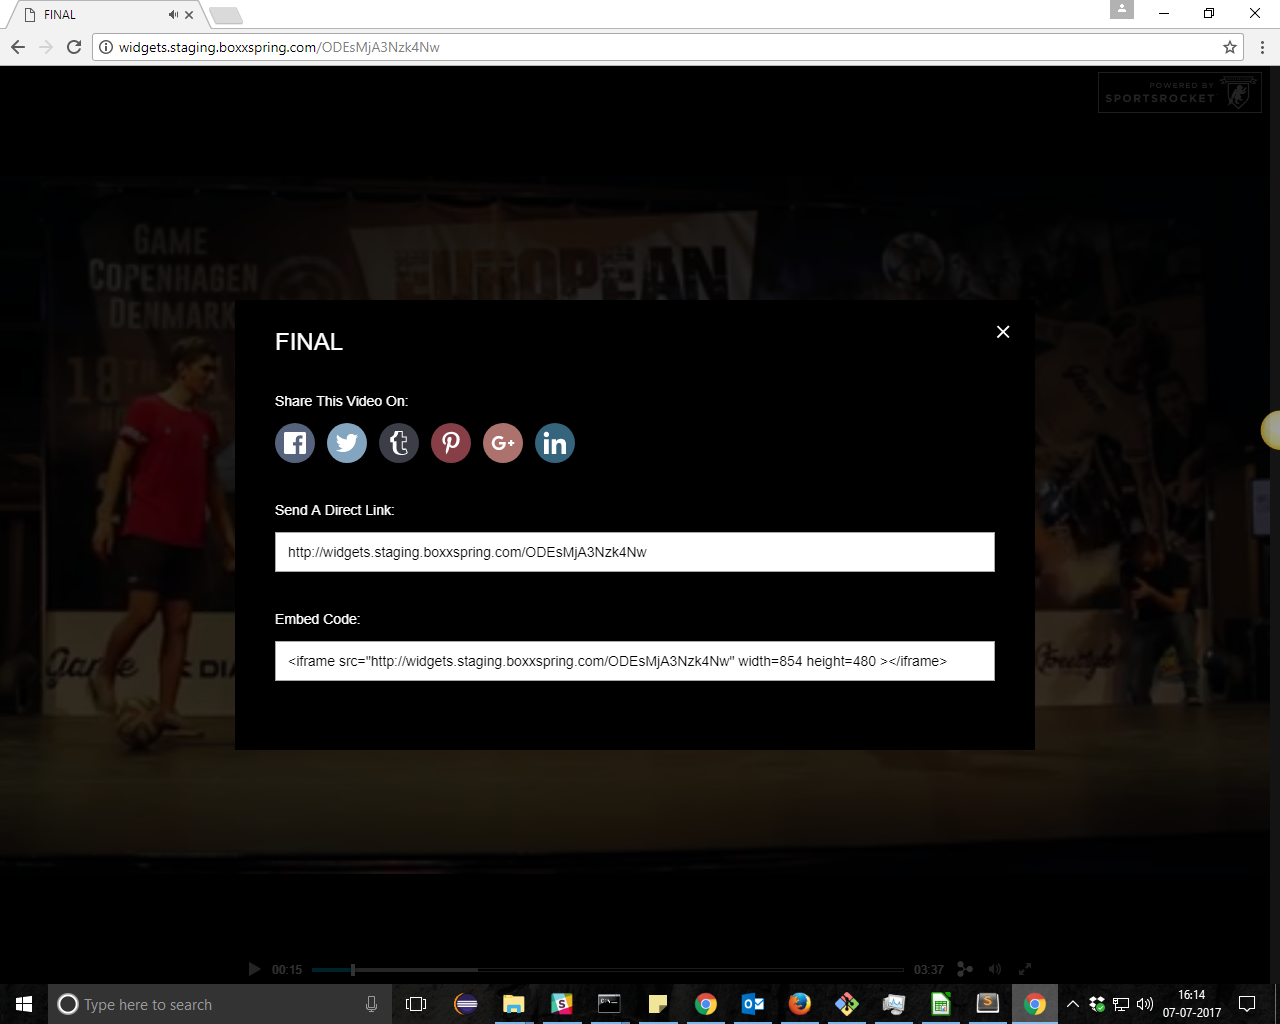 FINAL
widgets.staging.boxxspring.com/ODEsMjA3Nzk4Nw
POWERED BY
SPORTSROCKET
GAME
COPENHAGEN
DENMARK
EUROPEAN
18TH
FINAL
Share This Video On:
Send A Direct Link:
http://widgets.staging.boxxspring.com/ODEsMjA3Nzk4Nw
Embed Code:
<iframe src="http://widgets.staging.boxxspring.com/ODEsMjA3Nzk4Nw" width=854 height=480 ></iframe>
Game
00:15
03:37
Type here to search
16:14
07-07-2017